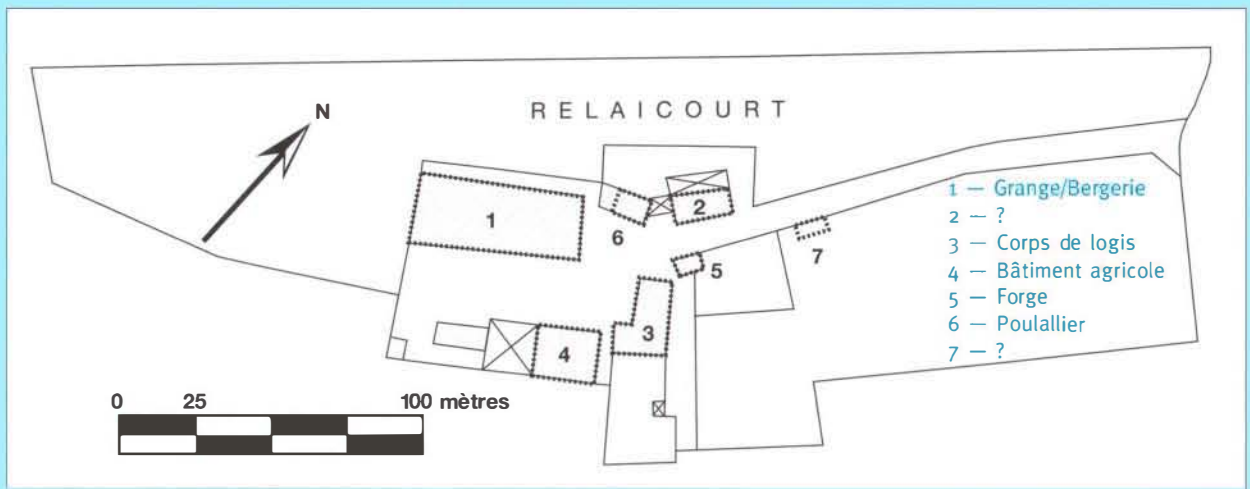 RELAICOURT
N
1
2
6
7
5
3
4
1 — Grange/Bergerie
2 — ?
3 — Corps de logis
4 — Bâtiment agricole
5 — Forge
6 — Poulallier
7 — ?
0 25 100 mètres